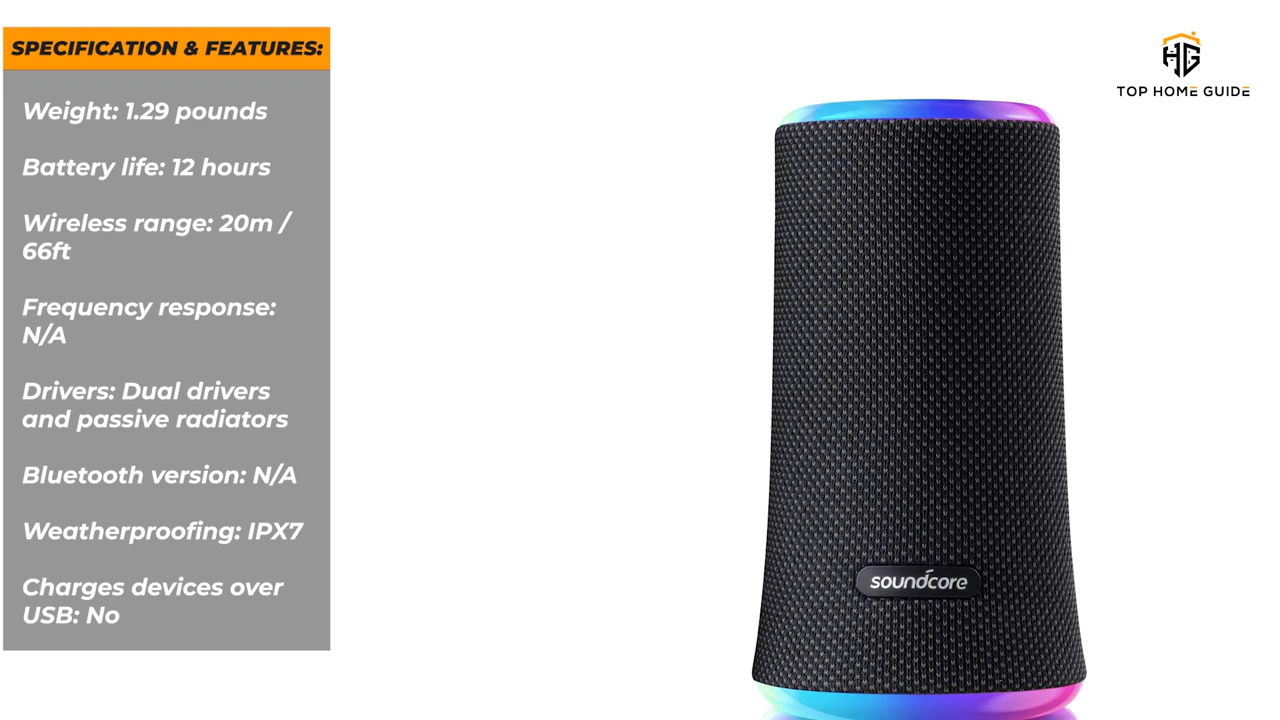 SPECIFICATION & FEATURES:
Weight: 1.29 pounds
Battery life: 12 hours
Wireless range: 20m /
66ft
Frequency response:
N/A
Drivers: Dual drivers
and passive radiators
Bluetooth version: N/A
Weatherproofing: IPX7
Charges devices over
USB: No
HG
TOP HOME GUIDE
soundcore